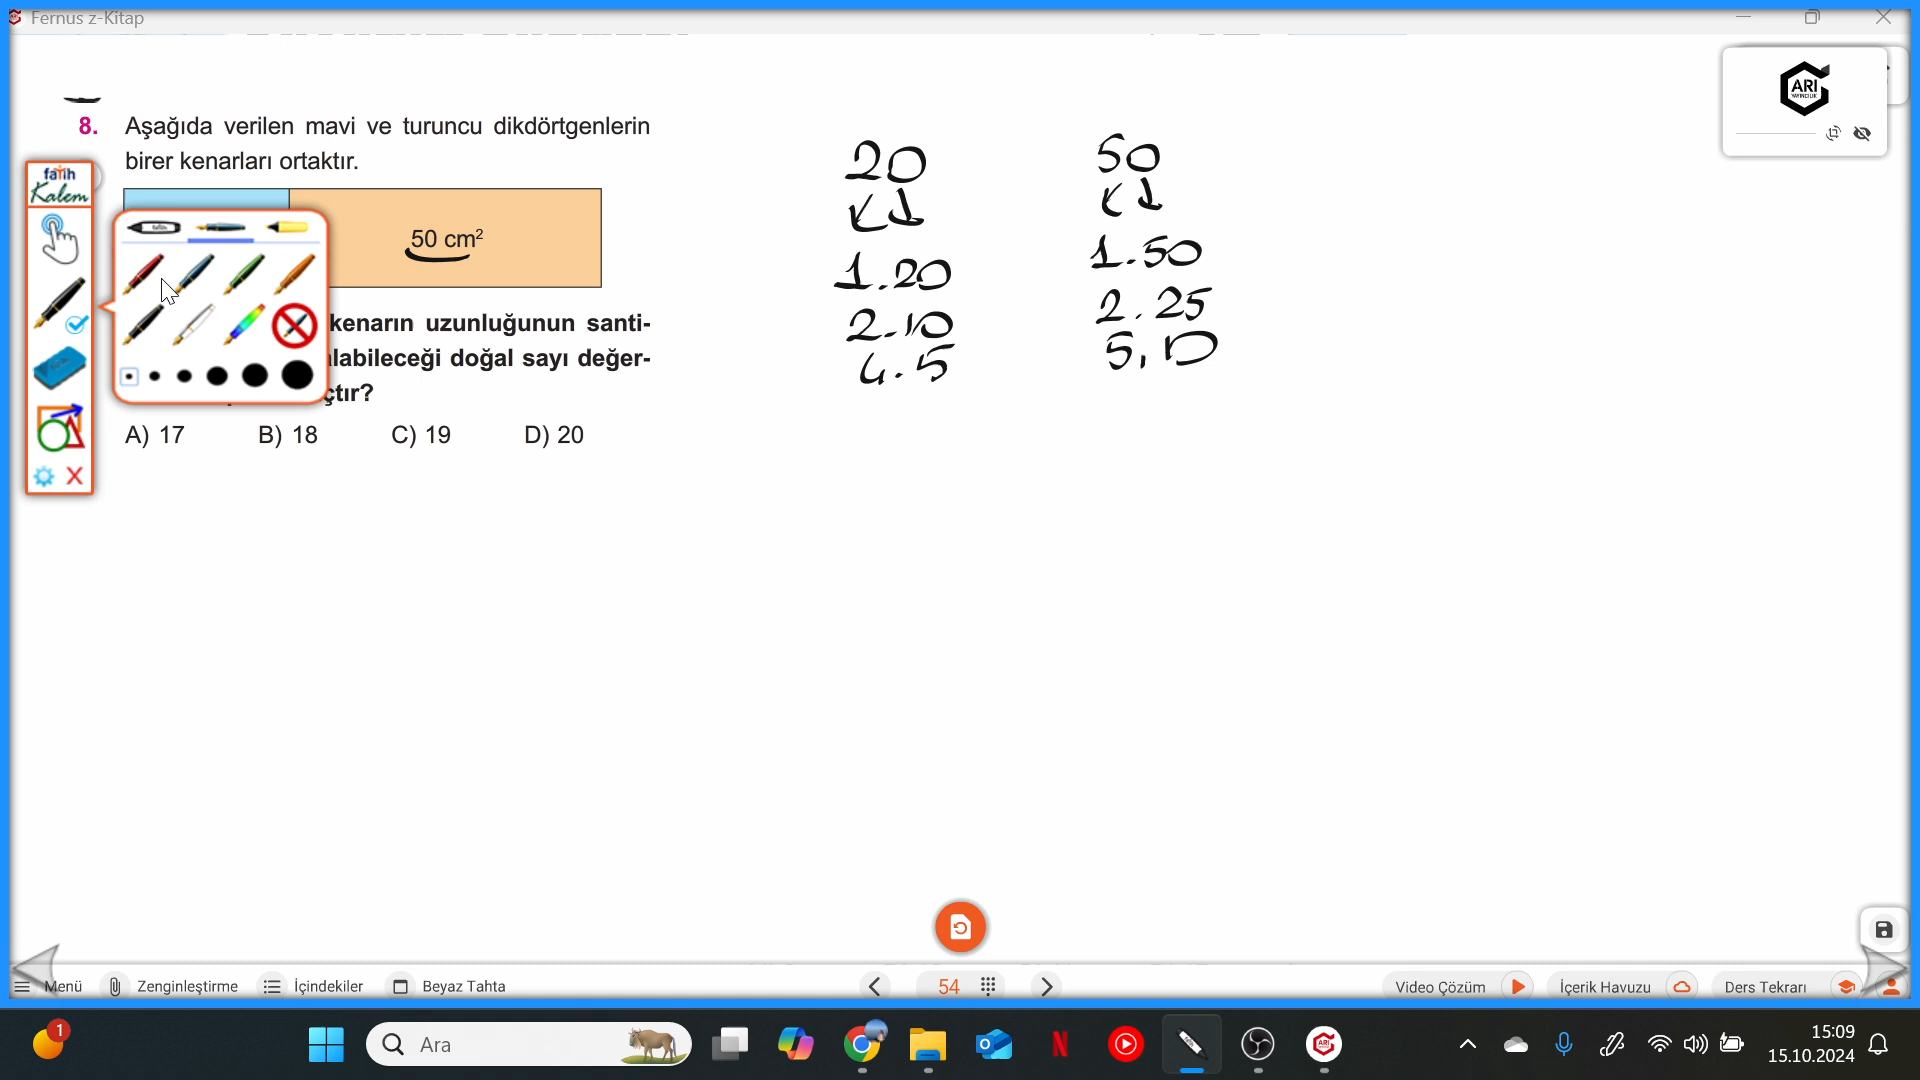 Fernus z-Kitap
ARI
YAYINCILIK
8. Aşağıda verilen mavi ve turuncu dikdörtgenlerin
birer kenarları ortaktır.
50 cm²
kenarın uzunluğunun santi-
labileceği doğal sayı değer-
çtır?
A) 17 B) 18 C) 19 D) 20
fatih
Kalem
20
1.20
2.10
4.5
50
1.50
2.25
5.10
Menü Zenginleştirme İçindekiler Beyaz Tahta 54 Video Çözüm İçerik Havuzu Ders Tekrarı
1 Ara 15:09
15.10.2024